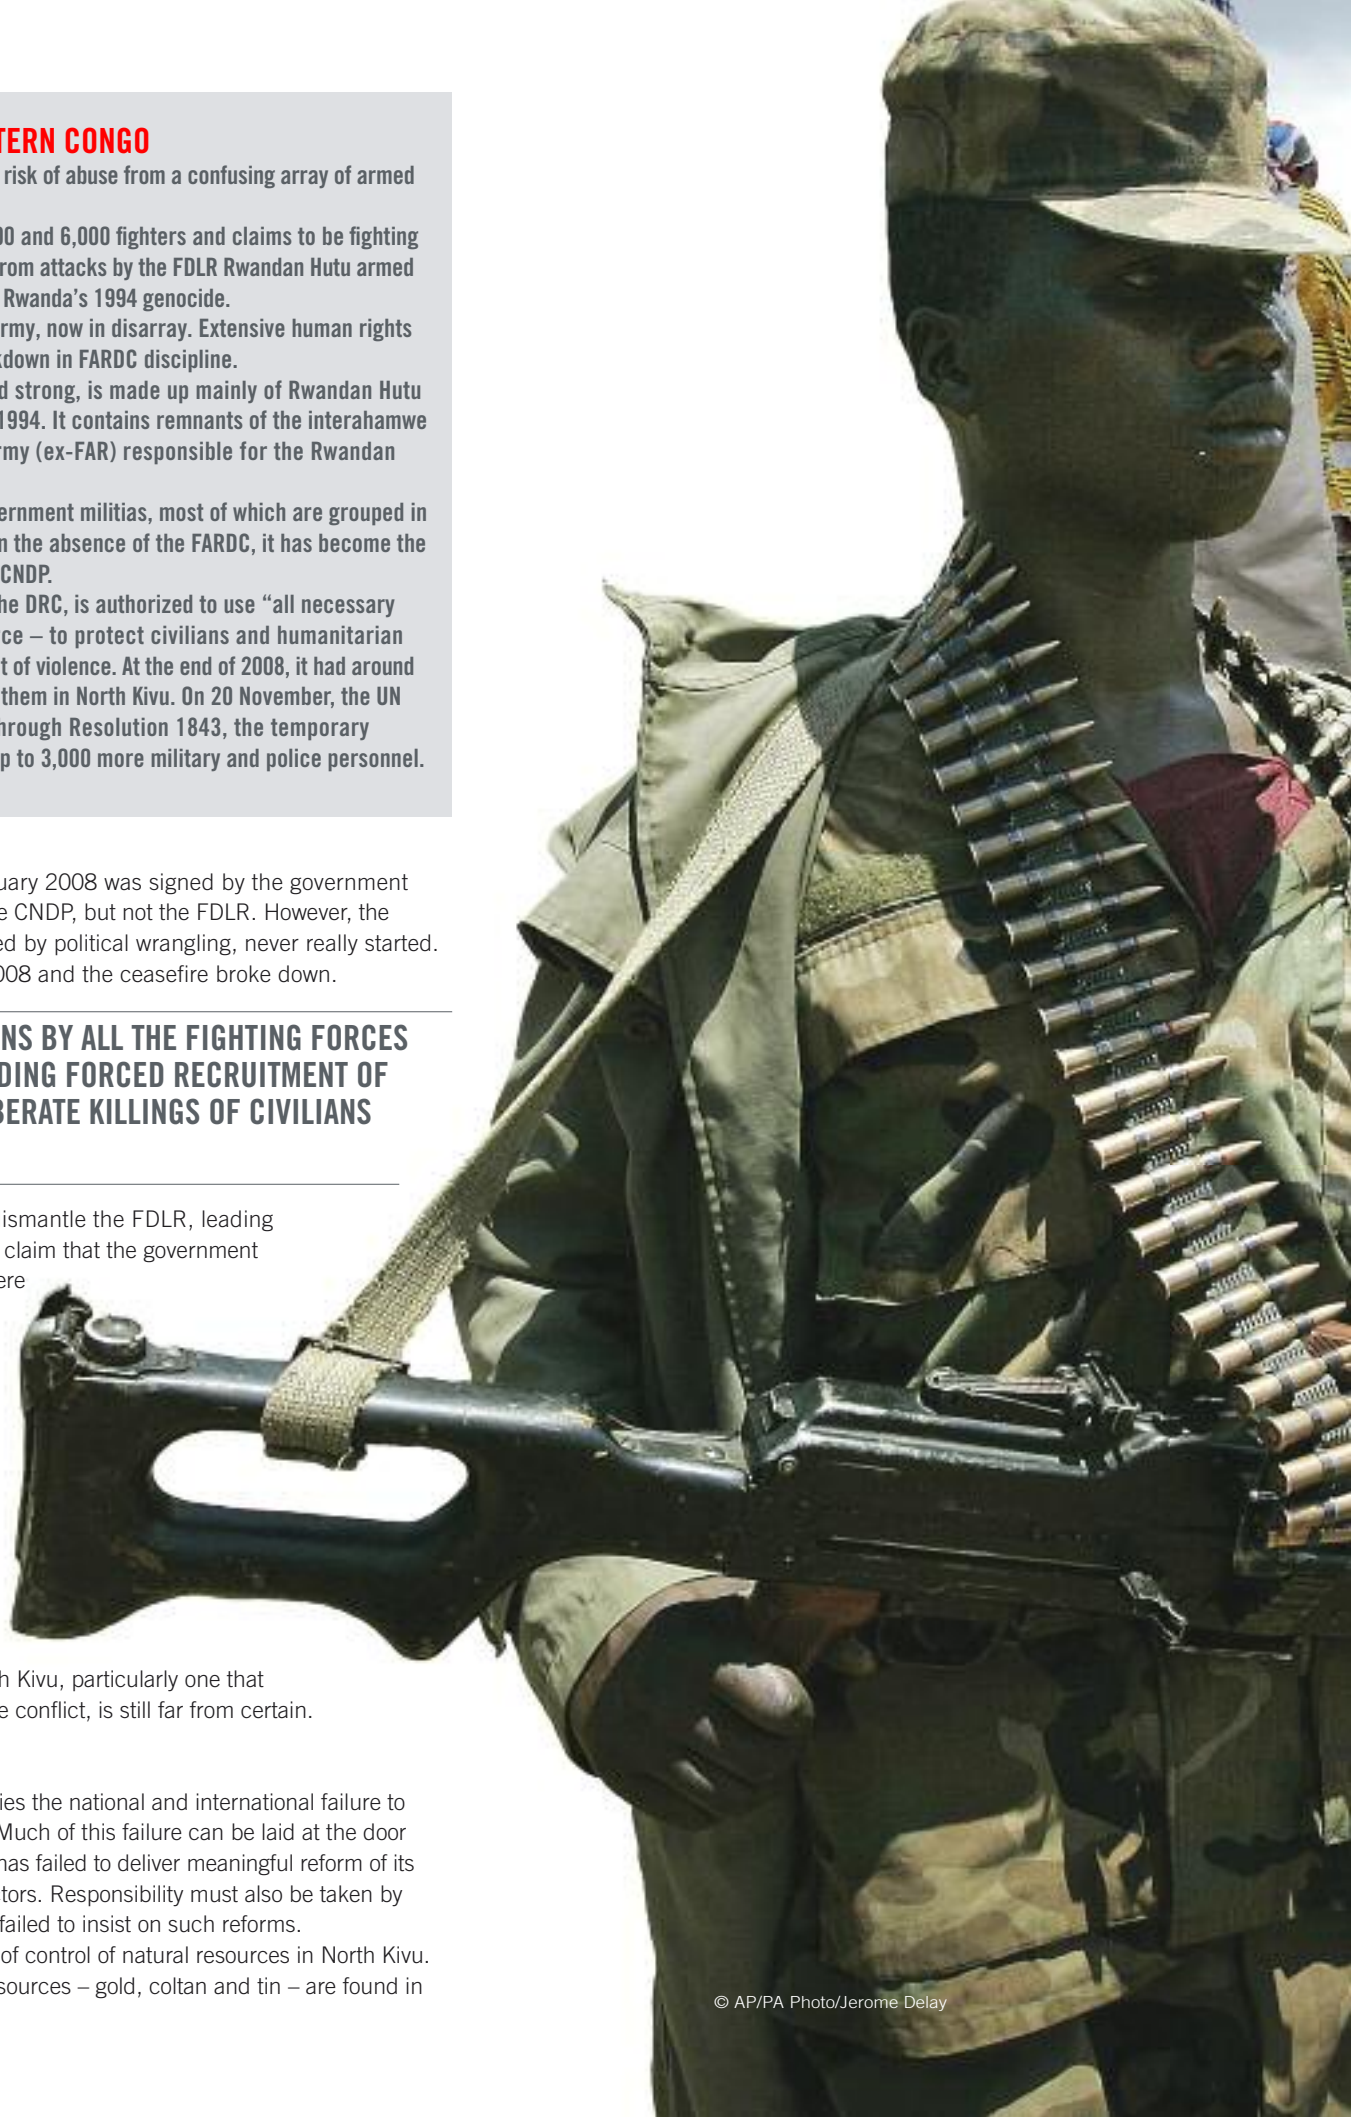 TERN CONGO
risk of abuse from a confusing array of armed
00 and 6,000 fighters and claims to be fighting
rom attacks by the FDLR Rwandan Hutu armed
Rwanda’s 1994 genocide.
rmy, now in disarray. Extensive human rights
kdown in FARDC discipline.
d strong, is made up mainly of Rwandan Hutu
1994. It contains remnants of the interahamwe
rmy (ex-FAR) responsible for the Rwandan
ernment militias, most of which are grouped in
n the absence of the FARDC, it has become the
CNDP.
he DRC, is authorized to use “all necessary
rce – to protect civilians and humanitarian
t of violence. At the end of 2008, it had around
them in North Kivu. On 20 November, the UN
hrough Resolution 1843, the temporary
p to 3,000 more military and police personnel.
uary 2008 was signed by the government
e CNDP, but not the FDLR. However, the
ed by political wrangling, never really started.
008 and the ceasefire broke down.
NS BY ALL THE FIGHTING FORCES
DING FORCED RECRUITMENT OF
BERATE KILLINGS OF CIVILIANS
ismantle the FDLR, leading
claim that the government
ere
h Kivu, particularly one that
e conflict, is still far from certain.
ies the national and international failure to
Much of this failure can be laid at the door
has failed to deliver meaningful reform of its
ctors. Responsibility must also be taken by
failed to insist on such reforms.
of control of natural resources in North Kivu.
sources – gold, coltan and tin – are found in
© AP/PA Photo/Jerome Delay